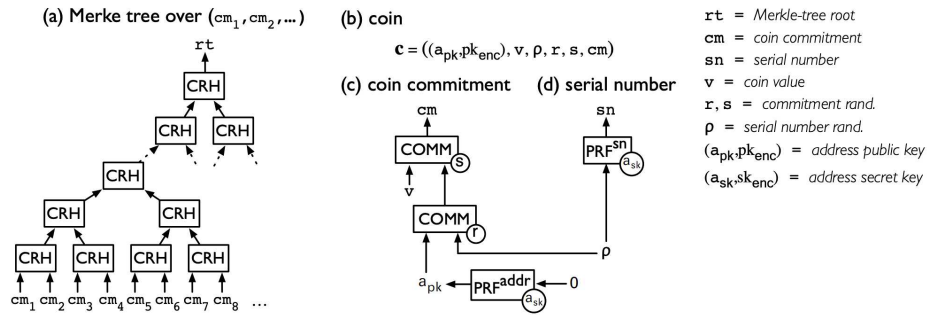 (a) Merke tree over (cm1,cm2,...)
rt
CRH
CRH CRH
CRH
CRH CRH
CRH CRH CRH CRH
cm1 cm2 cm3 cm4 cm5 cm6 cm7 cm8 ...
(b) coin
c = ((apk,pkenc), v, ρ, r, s, cm)
(c) coin commitment
cm
COMM
s
v
COMM
r
apk
PRFaddr
ask
0
(d) serial number
sn
PRFsn
ask
ρ
rt = Merkle-tree root
cm = coin commitment
sn = serial number
v = coin value
r, s = commitment rand.
ρ = serial number rand.
(apk,pkenc) = address public key
(ask,skenc) = address secret key